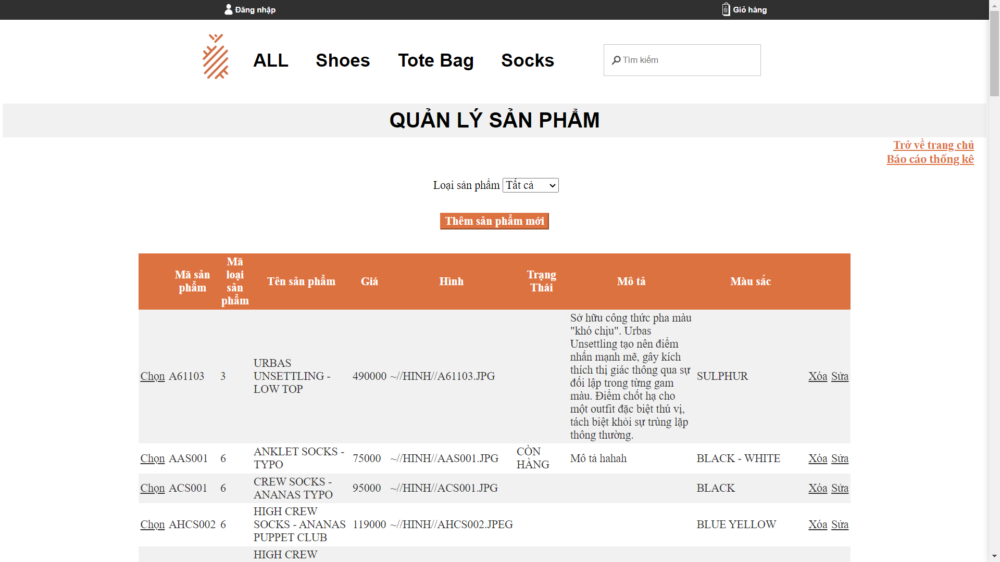 Đăng nhập
Giỏ hàng
ALL Shoes Tote Bag Socks
Tìm kiếm
QUẢN LÝ SẢN PHẨM
Trở về trang chủ
Báo cáo thống kê
Loại sản phẩm Tất cả
Thêm sản phẩm mới
Mã sản phẩm
Mã loại sản phẩm
Tên sản phẩm
Giá
Hình
Trạng Thái
Mô tả
Màu sắc
Chọn A61103 3
URBAS
UNSETTLING -
LOW TOP
490000 ~//HINH//A61103.JPG
Sở hữu công thức pha màu
"khó chịu". Urbas
Unsettling tạo nên điểm
nhấn mạnh mẽ, gây kích
thích thị giác thông qua sự
đối lập trong từng gam
màu. Điểm chốt hạ cho
một outfit đặc biệt thú vị,
tách biệt khỏi sự trùng lặp
thông thường.
SULPHUR
Xóa Sửa
Chọn AAS001 6
ANKLET SOCKS -
TYPO
75000 ~//HINH//AAS001.JPG
CÒN
HÀNG
Mô tả hahah
BLACK - WHITE
Xóa Sửa
Chọn ACS001 6
CREW SOCKS -
ANANAS TYPO
95000 ~//HINH//ACS001.JPG
BLACK
Xóa Sửa
Chọn AHCS002 6
HIGH CREW
SOCKS - ANANAS
PUPPET CLUB
119000 ~//HINH//AHCS002.JPEG
BLUE YELLOW
Xóa Sửa
HIGH CREW